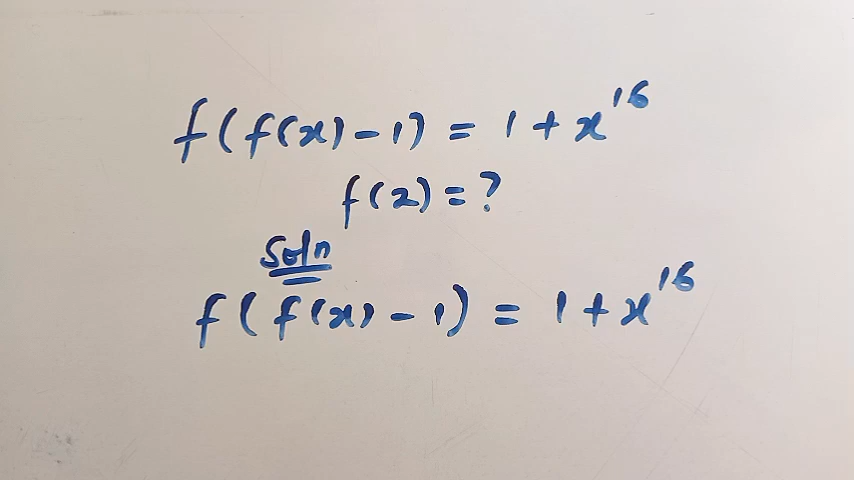 f(f(x)-1) = 1 + x^16
f(2) = ?
Soln
f(f(x)-1) = 1 + x^16